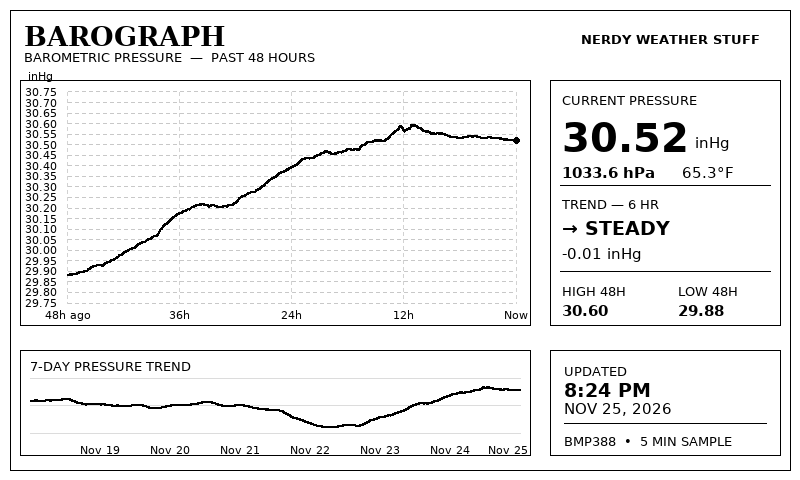 BAROGRAPH
BAROMETRIC PRESSURE — PAST 48 HOURS
NERDY WEATHER STUFF
inHg
30.75
30.70
30.65
30.60
30.55
30.50
30.45
30.40
30.35
30.30
30.25
30.20
30.15
30.10
30.05
30.00
29.95
29.90
29.85
29.80
29.75
48h ago 36h 24h 12h Now
CURRENT PRESSURE
30.52 inHg
1033.6 hPa 65.3°F
TREND — 6 HR
→ STEADY
-0.01 inHg
HIGH 48H LOW 48H
30.60 29.88
7-DAY PRESSURE TREND
Nov 19 Nov 20 Nov 21 Nov 22 Nov 23 Nov 24 Nov 25
UPDATED
8:24 PM
NOV 25, 2026
BMP388 • 5 MIN SAMPLE